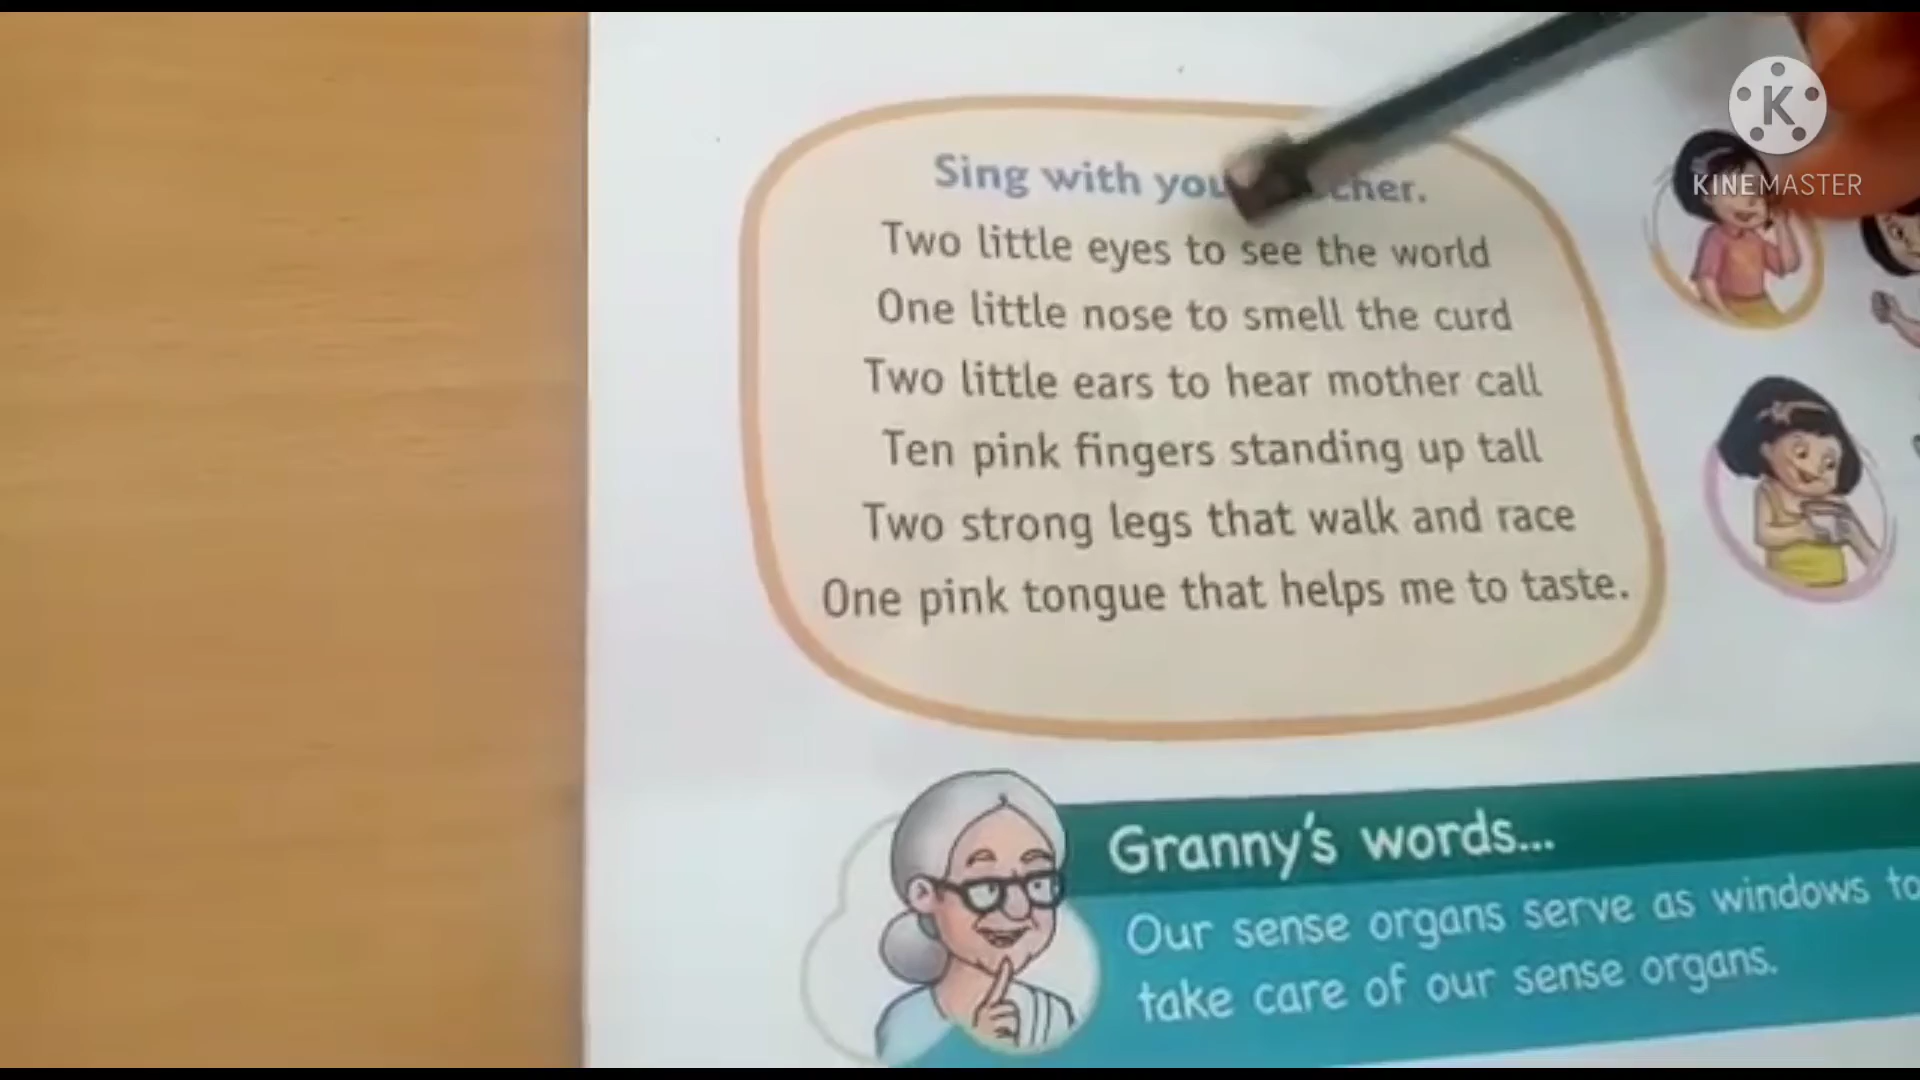 Sing with
Two little eyes to see the world
One little nose to smell the curd
Two little ears to hear mother call
Ten pink fingers standing up tall
Two strong legs that walk and race
One pink tongue that helps me to taste.
Granny's words...
Our sense organs serve as windows to
take care of our sense organs.
K
KINEMASTER